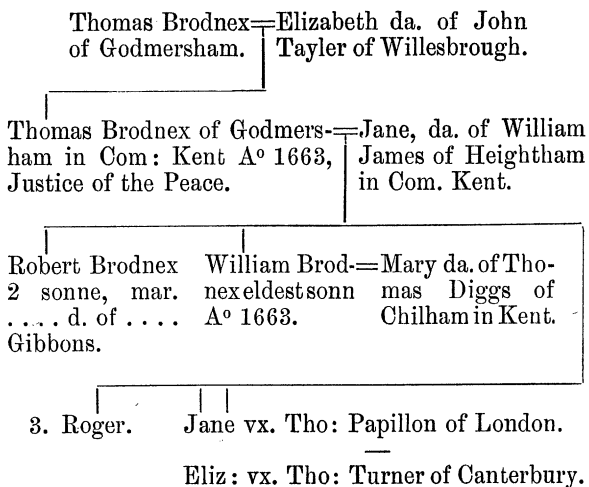 Thomas Brodnex=Elizabeth da. of John
of Godmersham. Tayler of Willesbrough.
Thomas Brodnex of Godmers-=Jane, da. of William
ham in Com: Kent Aº 1663, James of Heightham
Justice of the Peace. in Com. Kent.
Robert Brodnex William Brod-=Mary da. of Tho-
2 sonne, mar. nex eldest sonn mas Diggs of
.... d. of .... Aº 1663. Chilham in Kent.
Gibbons.
3. Roger. Jane vx. Tho: Papillon of London.
Eliz: vx. Tho: Turner of Canterbury.